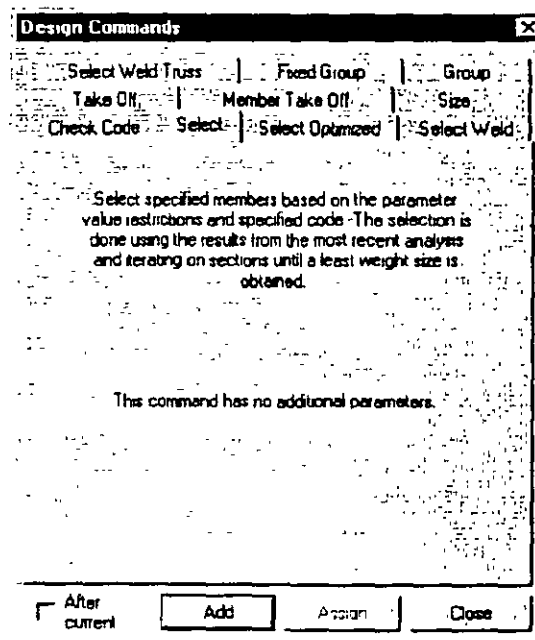 Design Commands
Select Weld Truss Fixed Group Group
Take Off Member Take Off Size
Check Code Select Select Optimized Select Weld
Select specified members based on the parameter
value restrictions and specified code. The selection is
done using the results from the most recent analysis
and iterating on sections until a least weight size is
obtained.
This command has no additional parameters.
After
current
Add Assign Close